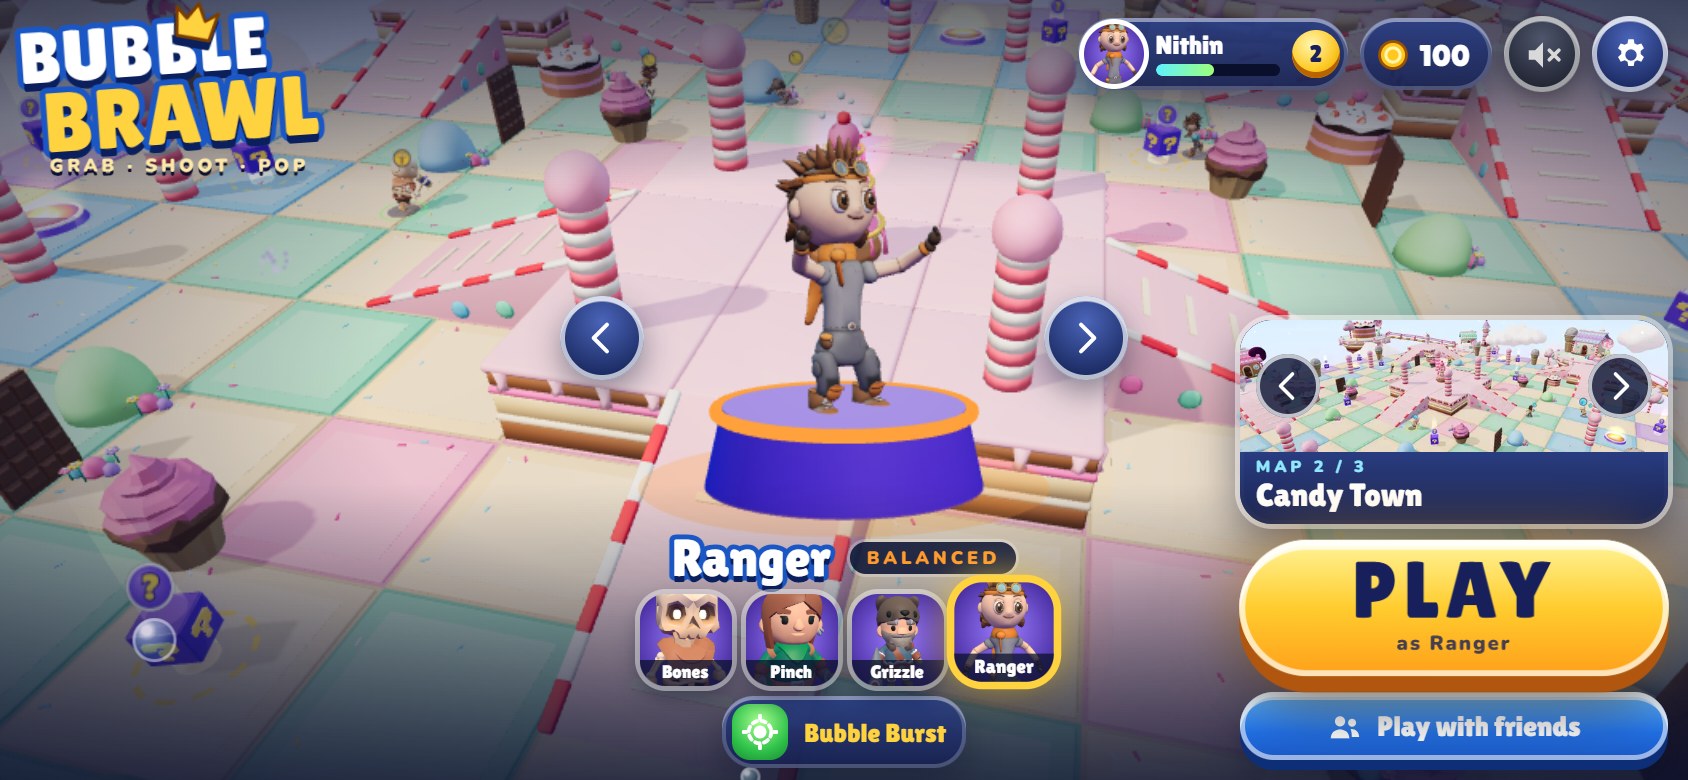 BUBBLE
BRAWL
GRAB · SHOOT · POP
Nithin
2
100
MAP 2 / 3
Candy Town
Ranger
BALANCED
Bones
Pinch
Grizzle
Ranger
PLAY
as Ranger
Bubble Burst
Play with friends